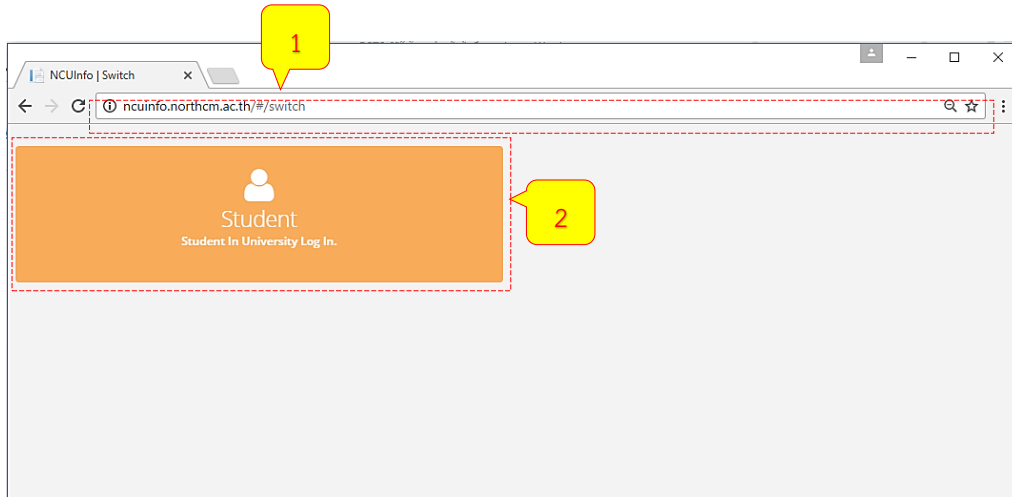 1
NCUInfo | Switch
ncuinfo.northcm.ac.th/#/switch
Student
Student In University Log In.
2